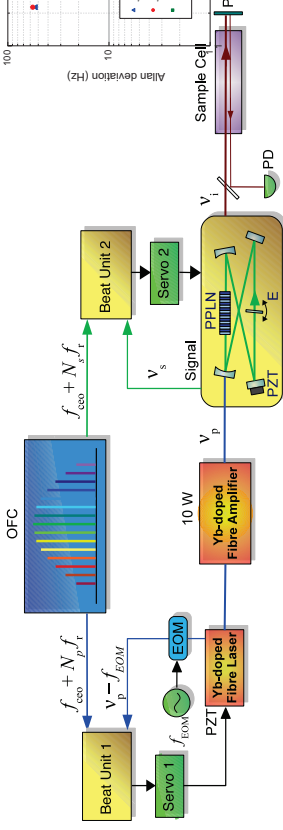 OFC
f_ceo + N_p f_r
f_ceo + N_s f_r
ν_p − f_EOM
ν_s
Beat Unit 1
Beat Unit 2
Servo 1
Servo 2
f_EOM
EOM
PZT
Yb-doped
Fibre Laser
10 W
Yb-doped
Fibre Amplifier
ν_p
Signal
PPLN
PZT
E
ν_i
PD
Sample Cell
P
100
10
1
Allan deviation (Hz)